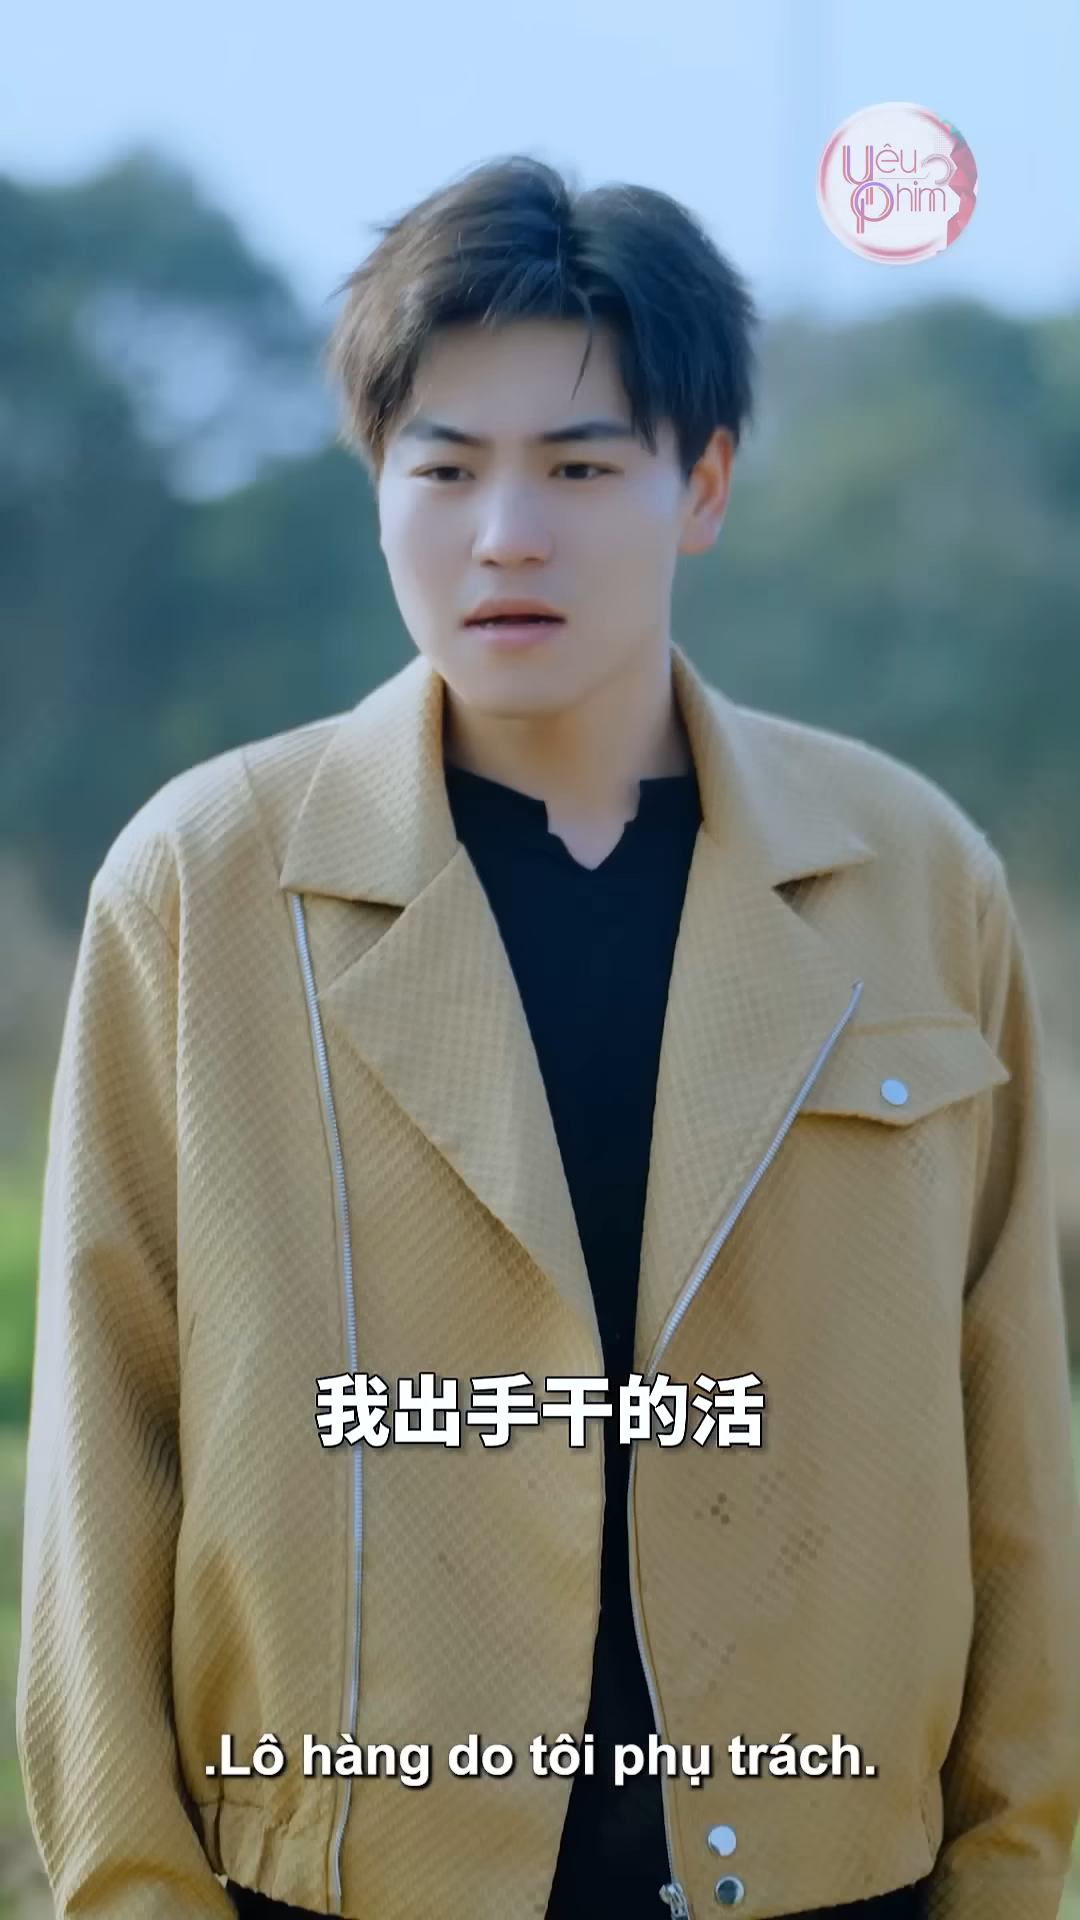 Yêu
Phim
我出手干的活
.Lô hàng do tôi phụ trách.